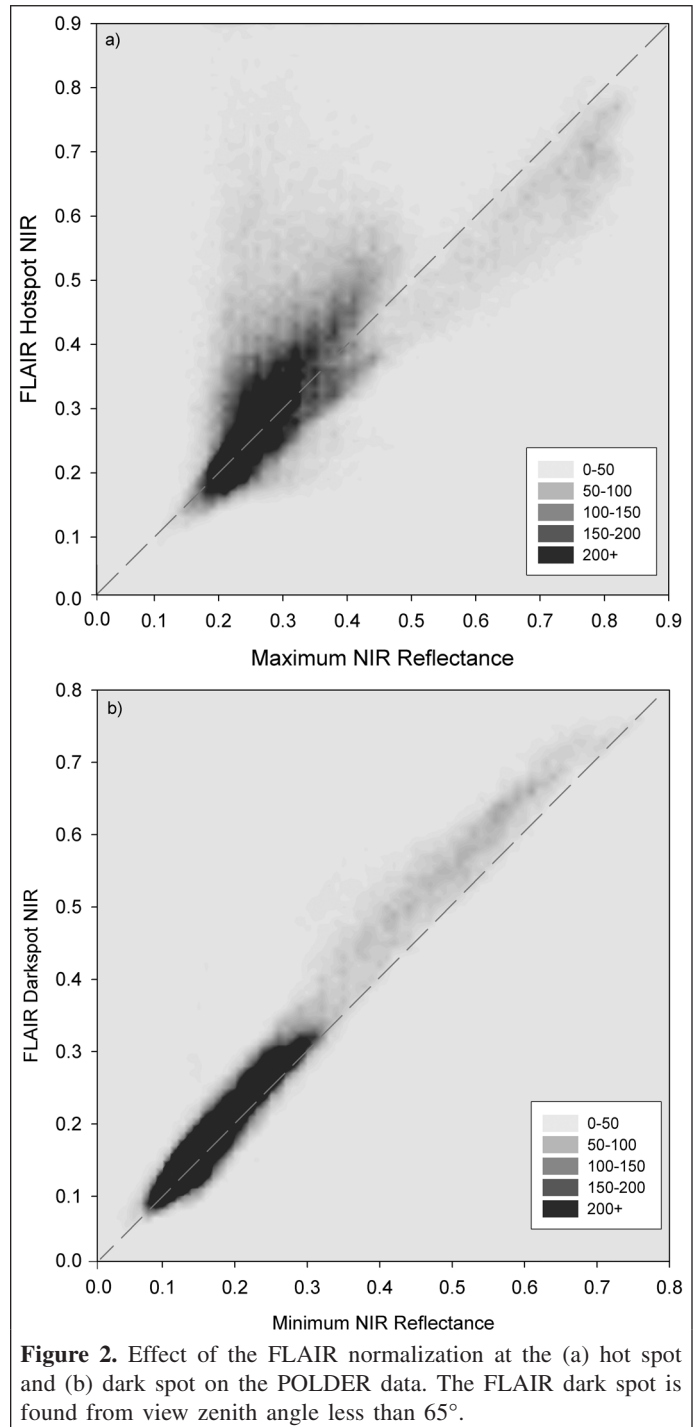 a)
0.9
0.8
0.7
0.6
0.5
0.4
0.3
0.2
0.1
0.0
FLAIR Hotspot NIR
0-50
50-100
100-150
150-200
200+
0.0 0.1 0.2 0.3 0.4 0.5 0.6 0.7 0.8 0.9
Maximum NIR Reflectance
b)
0.8
0.7
0.6
0.5
0.4
0.3
0.2
0.1
0.0
FLAIR Darkspot NIR
0-50
50-100
100-150
150-200
200+
0.0 0.1 0.2 0.3 0.4 0.5 0.6 0.7 0.8
Minimum NIR Reflectance
Figure 2. Effect of the FLAIR normalization at the (a) hot spot
and (b) dark spot on the POLDER data. The FLAIR dark spot is
found from view zenith angle less than 65°.